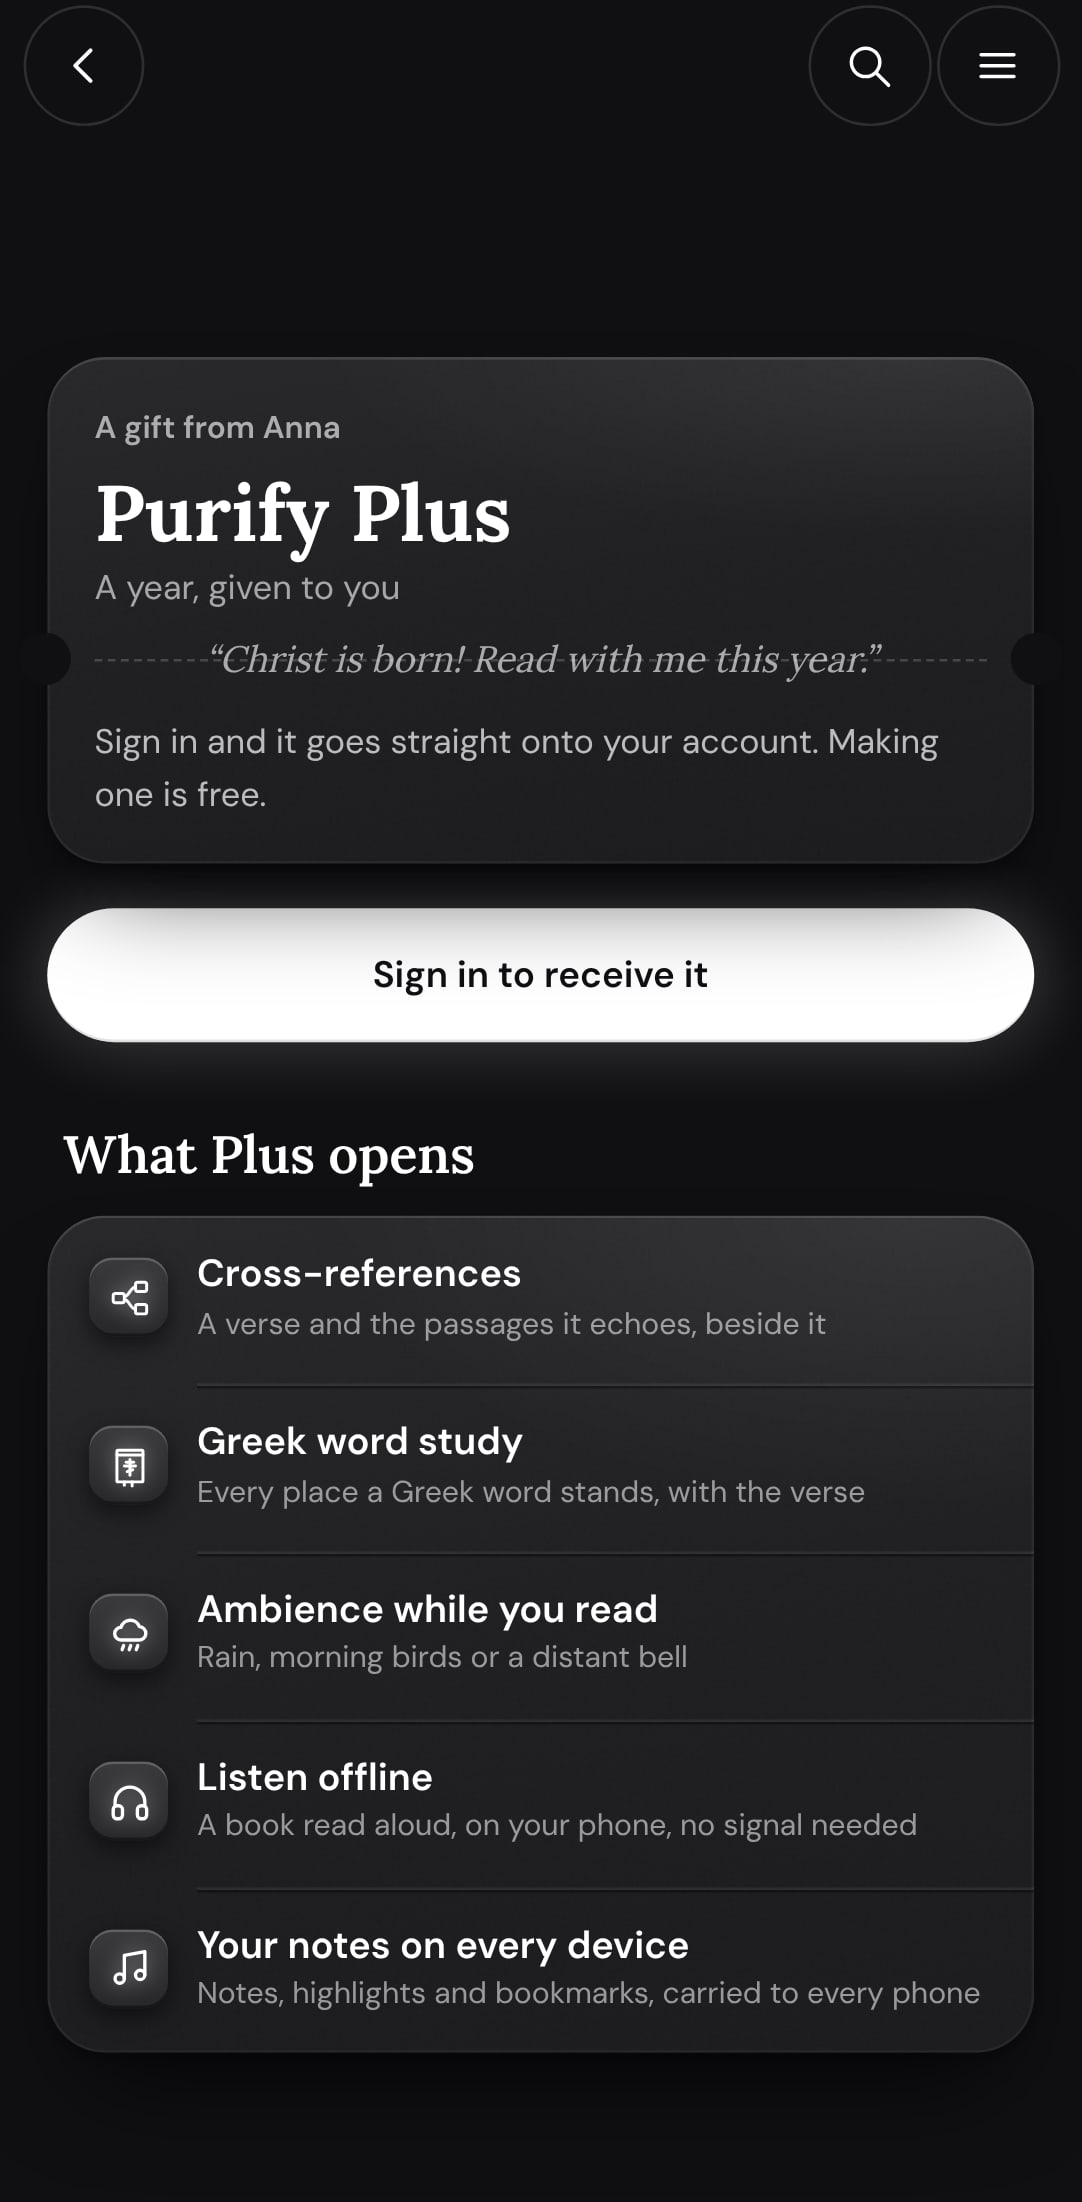 A gift from Anna
Purify Plus
A year, given to you
“Christ is born! Read with me this year.”
Sign in and it goes straight onto your account. Making
one is free.
Sign in to receive it
What Plus opens
Cross-references
A verse and the passages it echoes, beside it
Greek word study
Every place a Greek word stands, with the verse
Ambience while you read
Rain, morning birds or a distant bell
Listen offline
A book read aloud, on your phone, no signal needed
Your notes on every device
Notes, highlights and bookmarks, carried to every phone